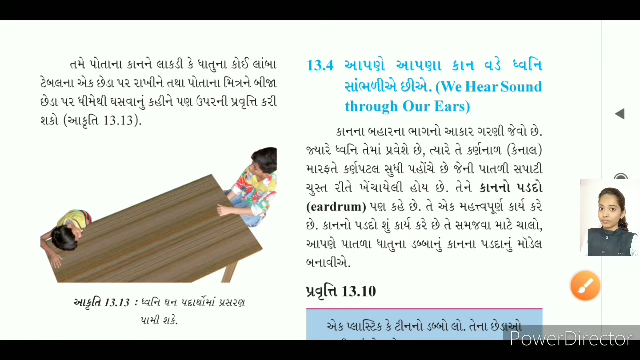 તમે પોતાના કાનને લાકડી કે ધાતુના કોઈ લાંબા
ટેબલના એક છેડા પર રાખીને તથા પોતાના મિત્રને બીજા
છેડા પર ધીમેથી ઘસવાનું કહીને પણ ઉપરની પ્રવૃત્તિ કરી
શકો (આકૃતિ 13.13).
આકૃતિ 13.13 : ધ્વનિ ઘન પદાર્થોમાં પ્રસરણ
પામી શકે.
13.4 આપણે આપણા કાન વડે ધ્વનિ
સાંભળીએ છીએ. (We Hear Sound
through Our Ears)
કાનના બહારના ભાગનો આકાર ગરણી જેવો છે.
જ્યારે ધ્વનિ તેમાં પ્રવેશે છે, ત્યારે તે કર્ણનાળ (કેનાલ)
મારફતે કર્ણપટલ સુધી પહોંચે છે જેની પાતળી સપાટી
ચુસ્ત રીતે ખેંચાયેલી હોય છે. તેને કાનનો પડદો
(eardrum) પણ કહે છે. તે એક મહત્ત્વપૂર્ણ કાર્ય કરે
છે. કાનનો પડદો શું કાર્ય કરે છે તે સમજવા માટે ચાલો,
આપણે પાતળા ધાતુના ડબ્બાનું કાનના પડદાનું મોડેલ
બનાવીએ.
પ્રવૃત્તિ 13.10
એક પ્લાસ્ટિક કે ટીનનો ડબ્બો લો. તેના છેડાઓ
PowerDirector